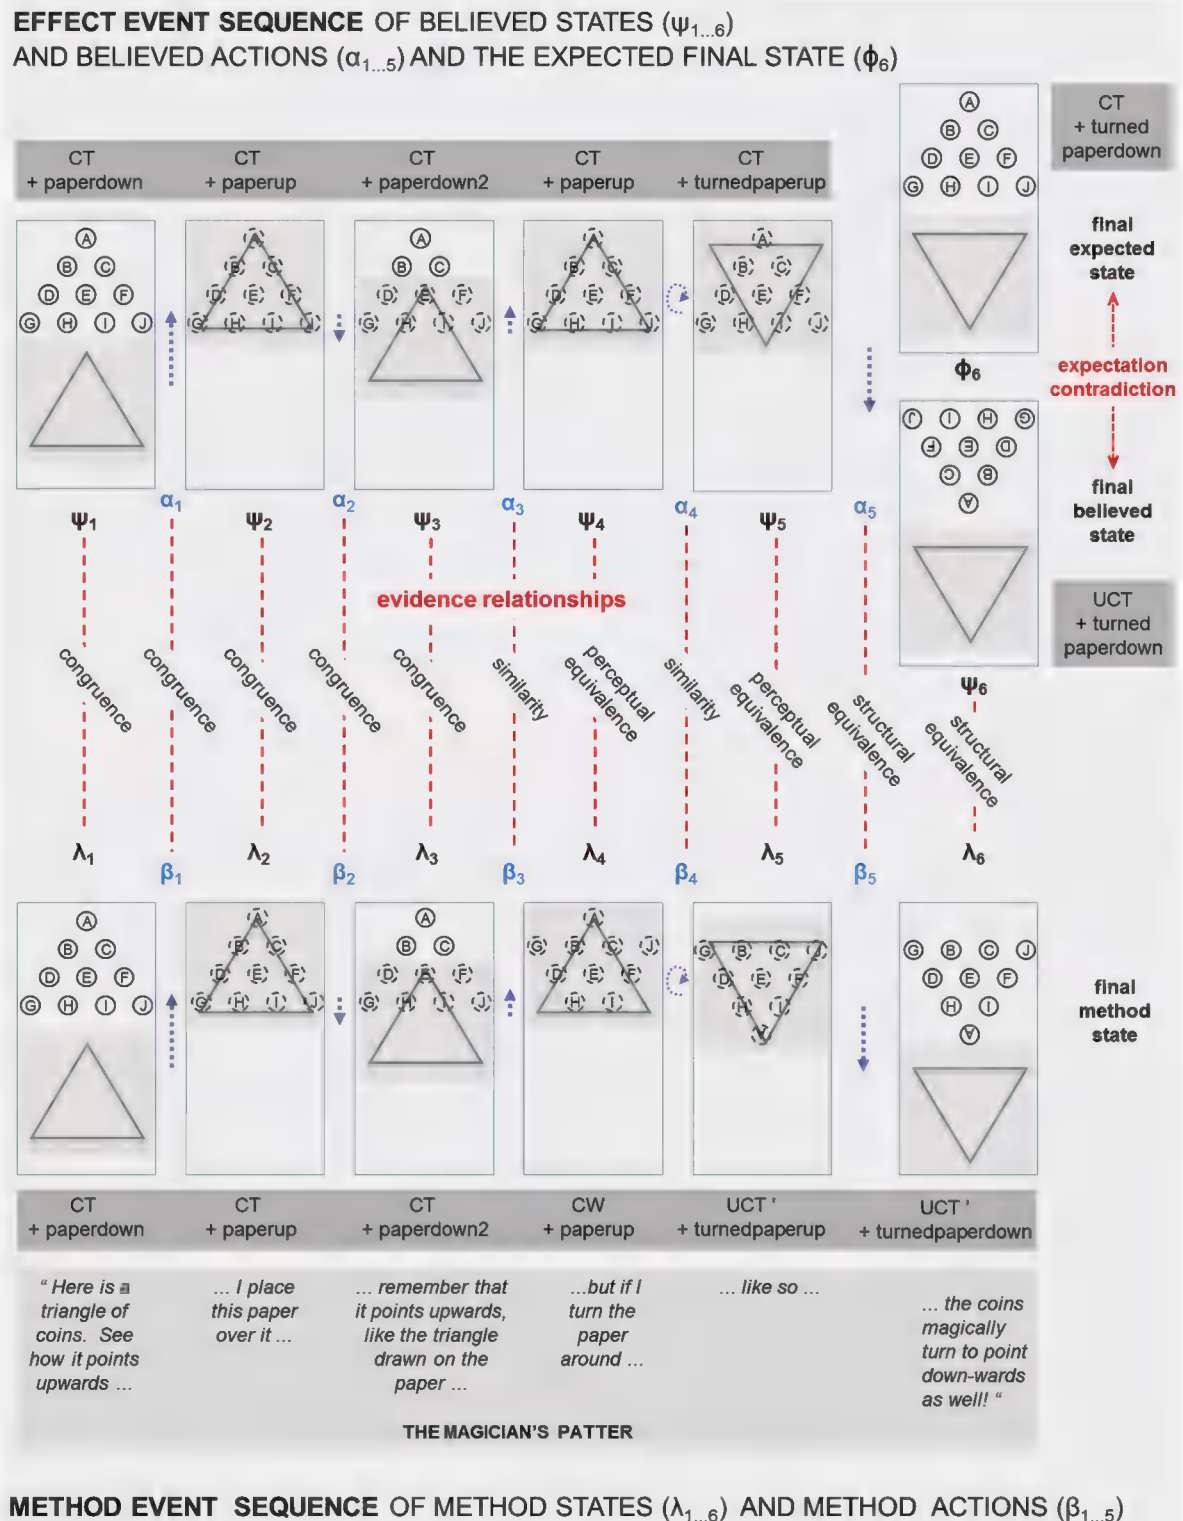 EFFECT EVENT SEQUENCE OF BELIEVED STATES (ψ1...6)
AND BELIEVED ACTIONS (α1...5) AND THE EXPECTED FINAL STATE (ϕ6)
CT
+ paperdown
CT
+ paperup
CT
+ paperdown2
CT
+ paperup
CT
+ turnedpaperup
CT
+ turned
paperdown
A
B C
D E F
G H I J
A
B C
D E F
G H I J
A
B C
D E F
G H I J
A
B C
D E F
G H I J
A
B C
D E F
G H I J
A
B C
D E F
G H I J
final
expected
state
ϕ6
expectation
contradiction
J I H G
F E D
C B
A
final
believed
state
α1 α2 α3 α4 α5
ψ1 ψ2 ψ3 ψ4 ψ5
UCT
+ turned
paperdown
ψ6
evidence relationships
congruence
congruence
congruence
congruence
congruence
similarity
perceptual
equivalence
similarity
perceptual
equivalence
structural
equivalence
structural
equivalence
λ1 λ2 λ3 λ4 λ5 λ6
β1 β2 β3 β4 β5
A
B C
D E F
G H I J
A
B C
D E F
G H I J
A
B C
D E F
G H I J
A
G B C J
D E F
H I
G B C J
D E F
H I
A
G B C J
D E F
H I
A
final
method
state
CT
+ paperdown
CT
+ paperup
CT
+ paperdown2
CW
+ paperup
UCT '
+ turnedpaperup
UCT '
+ turnedpaperdown
“ Here is a
triangle of
coins. See
how it points
upwards ...
... I place
this paper
over it ...
... remember that
it points upwards,
like the triangle
drawn on the
paper ...
...but if I
turn the
paper
around ...
... like so ...
... the coins
magically
turn to point
down-wards
as well! “
THE MAGICIAN'S PATTER
METHOD EVENT SEQUENCE OF METHOD STATES (λ1...6) AND METHOD ACTIONS (β1...5)